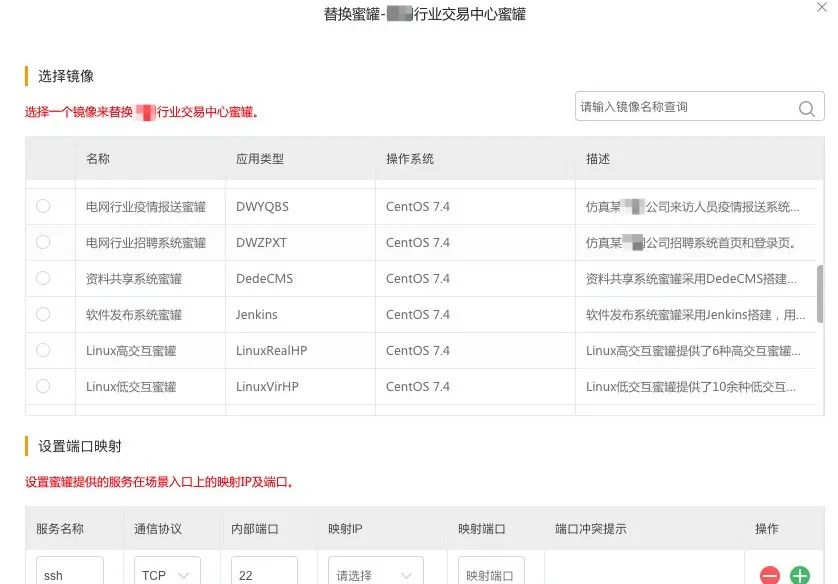 替换蜜罐-行业交易中心蜜罐
选择镜像
选择一个镜像来替换行业交易中心蜜罐。
请输入镜像名称查询
名称 应用类型 操作系统 描述
电网行业疫情报送蜜罐 DWYQBS CentOS 7.4 仿真某公司来访人员疫情报送系统...
电网行业招聘系统蜜罐 DWZPXT CentOS 7.4 仿真某公司招聘系统首页和登录页。
资料共享系统蜜罐 DedeCMS CentOS 7.4 资料共享系统蜜罐采用DedeCMS搭建...
软件发布系统蜜罐 Jenkins CentOS 7.4 软件发布系统蜜罐采用Jenkins搭建，用...
Linux高交互蜜罐 LinuxRealHP CentOS 7.4 Linux高交互蜜罐提供了6种高交互蜜罐...
Linux低交互蜜罐 LinuxVirHP CentOS 7.4 Linux低交互蜜罐提供了10余种低交互...
设置端口映射
设置蜜罐提供的服务在场景入口上的映射IP及端口。
服务名称 通信协议 内部端口 映射IP 映射端口 端口冲突提示 操作
ssh TCP 22 请选择 映射端口